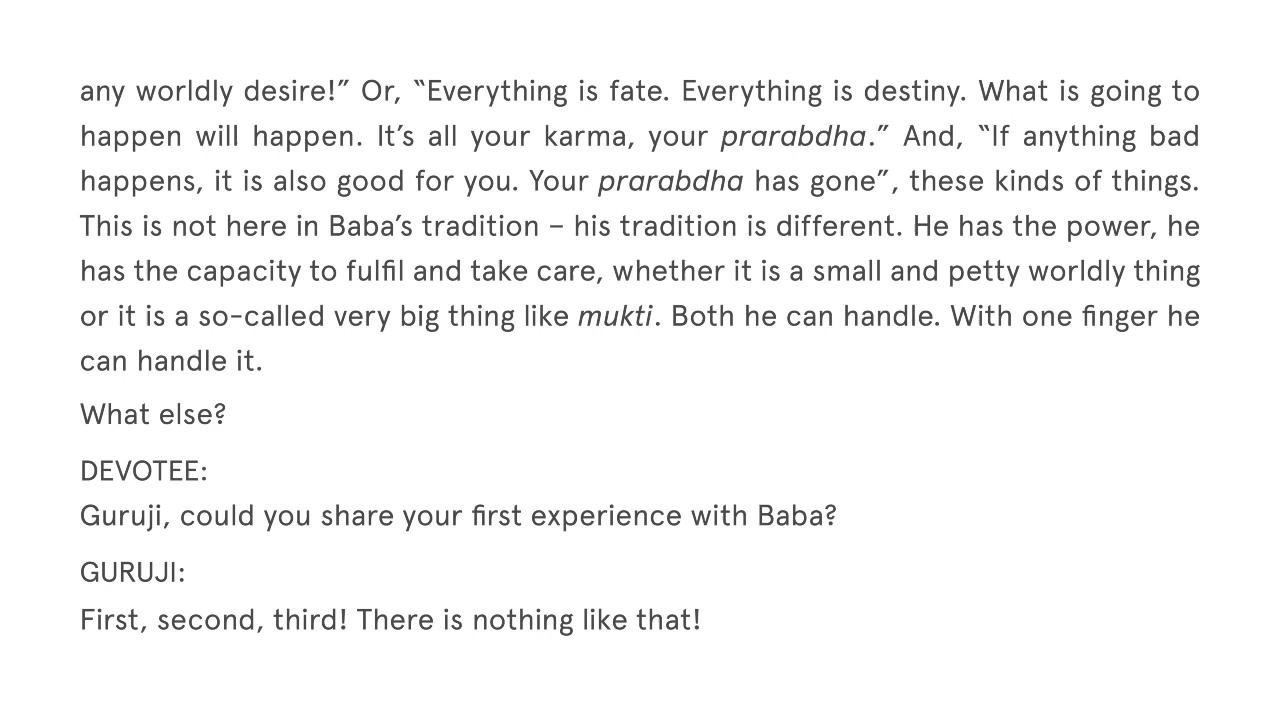 any worldly desire!” Or, “Everything is fate. Everything is destiny. What is going to
happen will happen. It’s all your karma, your prarabdha.” And, “If anything bad
happens, it is also good for you. Your prarabdha has gone”, these kinds of things.
This is not here in Baba’s tradition – his tradition is different. He has the power, he
has the capacity to fulfil and take care, whether it is a small and petty worldly thing
or it is a so-called very big thing like mukti. Both he can handle. With one finger he
can handle it.
What else?
DEVOTEE:
Guruji, could you share your first experience with Baba?
GURUJI:
First, second, third! There is nothing like that!